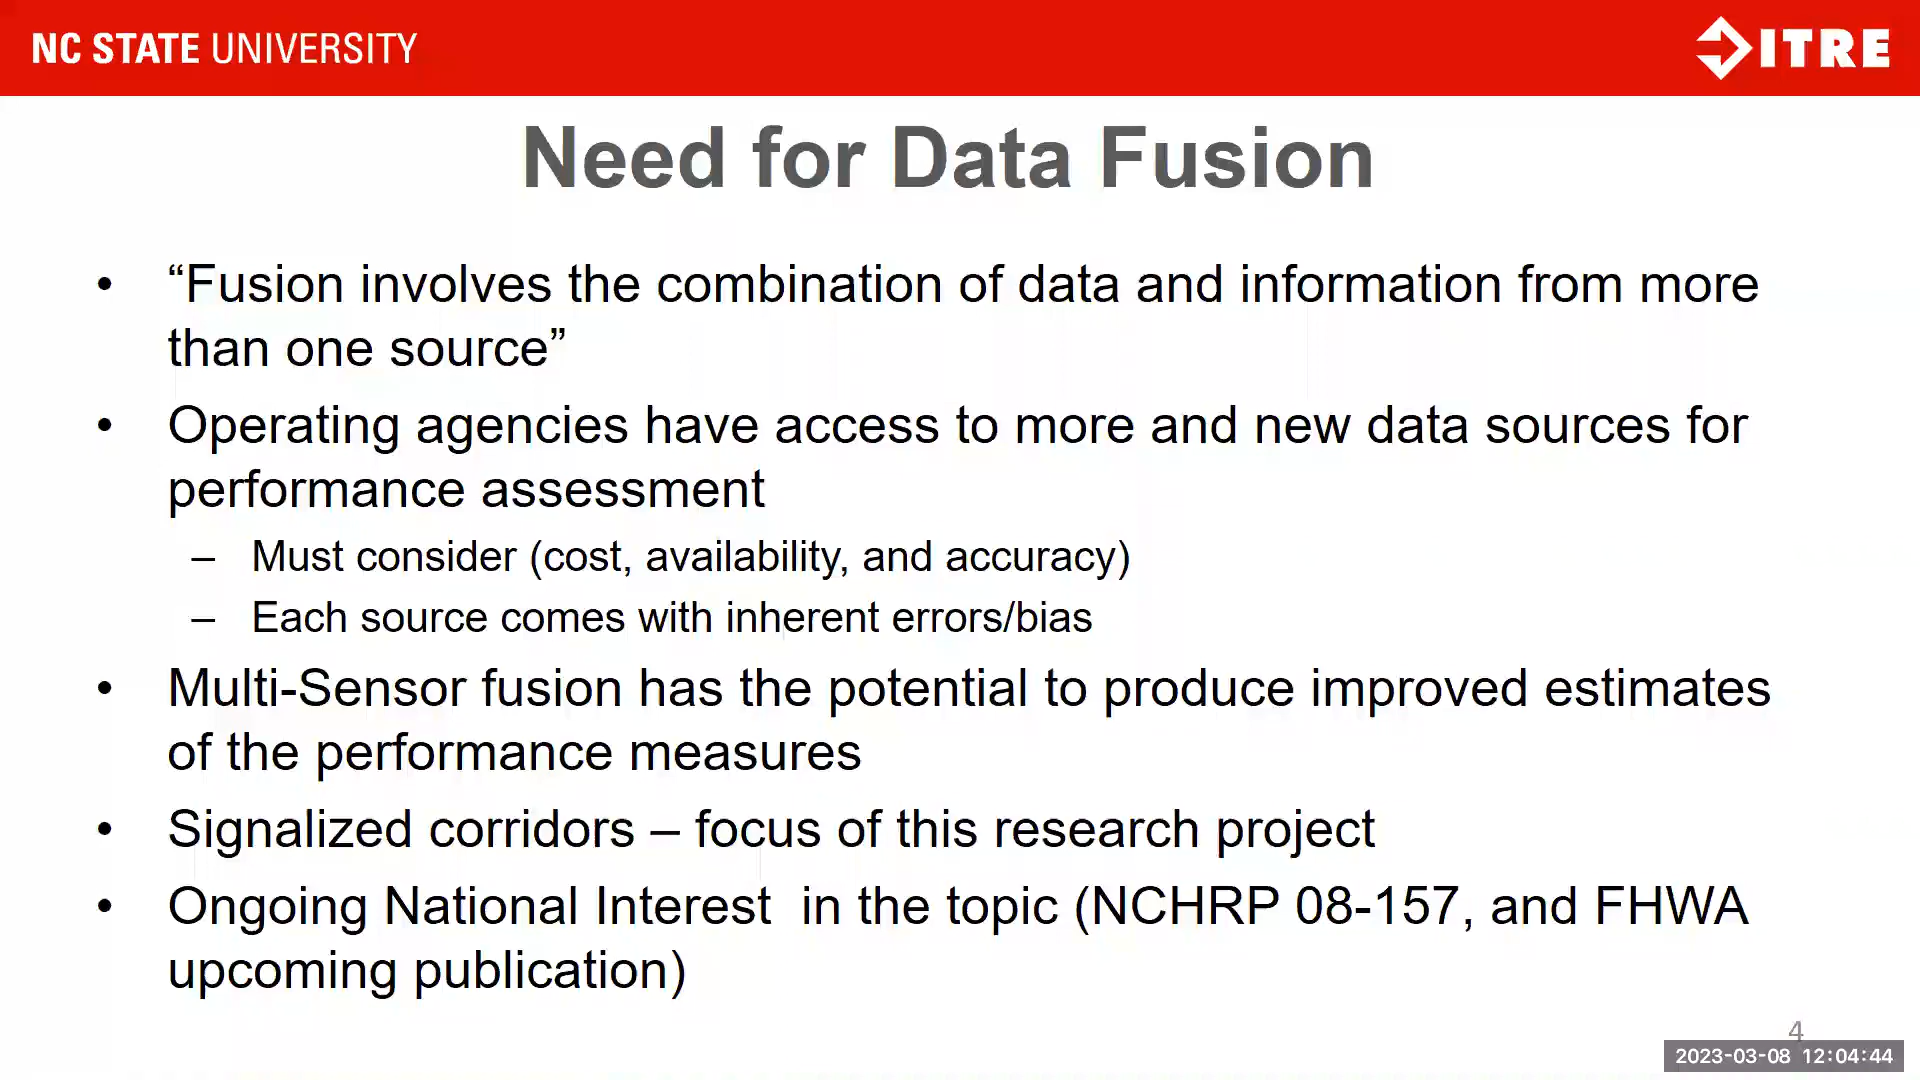 NC STATE UNIVERSITY
ITRE
Need for Data Fusion
• “Fusion involves the combination of data and information from more
than one source”
• Operating agencies have access to more and new data sources for
performance assessment
– Must consider (cost, availability, and accuracy)
– Each source comes with inherent errors/bias
• Multi-Sensor fusion has the potential to produce improved estimates
of the performance measures
• Signalized corridors – focus of this research project
• Ongoing National Interest  in the topic (NCHRP 08-157, and FHWA
upcoming publication)
4
2023-03-08 12:04:44